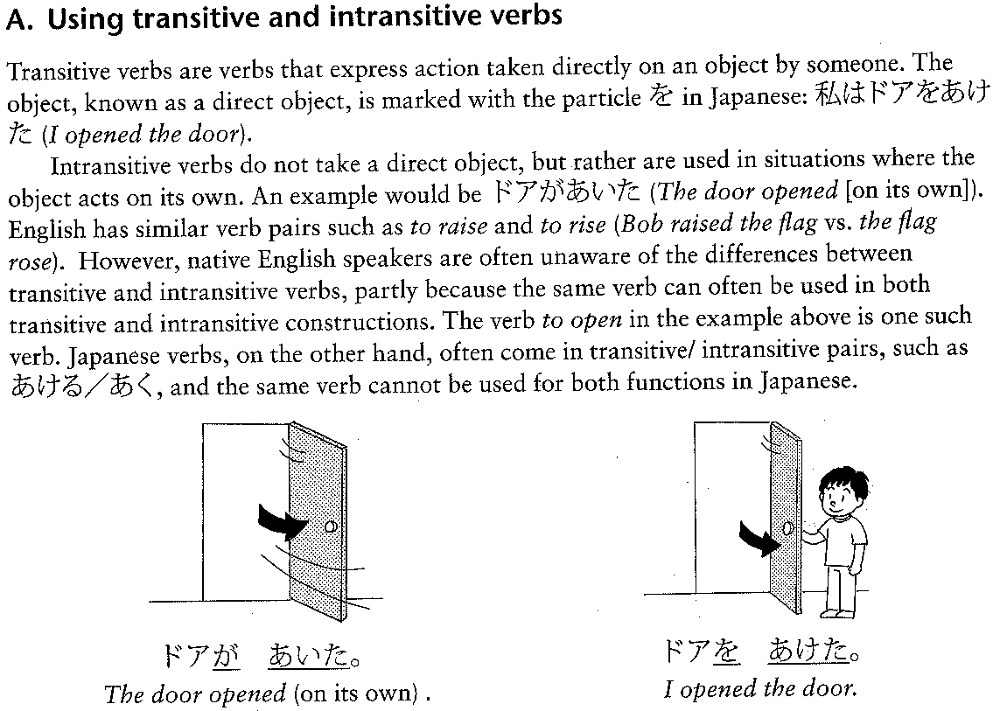 A. Using transitive and intransitive verbs
Transitive verbs are verbs that express action taken directly on an object by someone. The
object, known as a direct object, is marked with the particle を in Japanese: 私はドアをあけ
た (I opened the door).
Intransitive verbs do not take a direct object, but rather are used in situations where the
object acts on its own. An example would be ドアがあいた (The door opened [on its own]).
English has similar verb pairs such as to raise and to rise (Bob raised the flag vs. the flag
rose). However, native English speakers are often unaware of the differences between
transitive and intransitive verbs, partly because the same verb can often be used in both
transitive and intransitive constructions. The verb to open in the example above is one such
verb. Japanese verbs, on the other hand, often come in transitive/ intransitive pairs, such as
あける／あく, and the same verb cannot be used for both functions in Japanese.
ドアが あいた。
The door opened (on its own) .
ドアを あけた。
I opened the door.